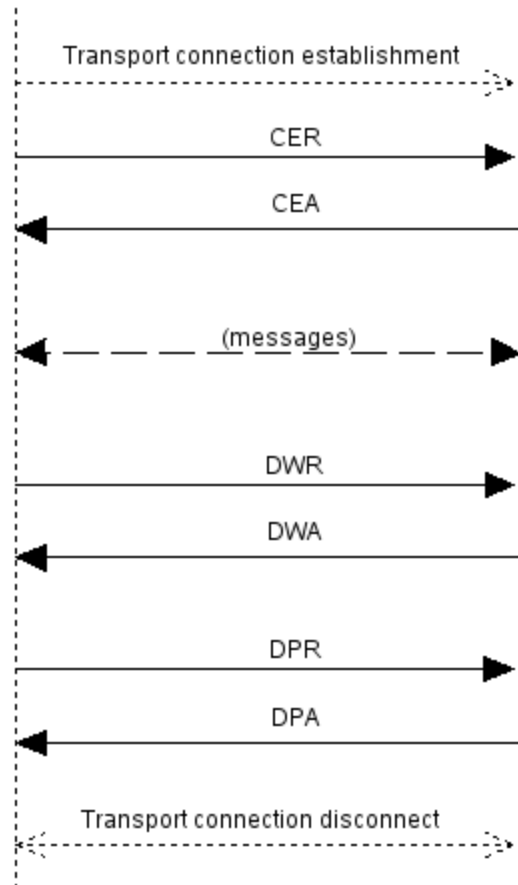 Transport connection establishment
CER
CEA
(messages)
DWR
DWA
DPR
DPA
Transport connection disconnect